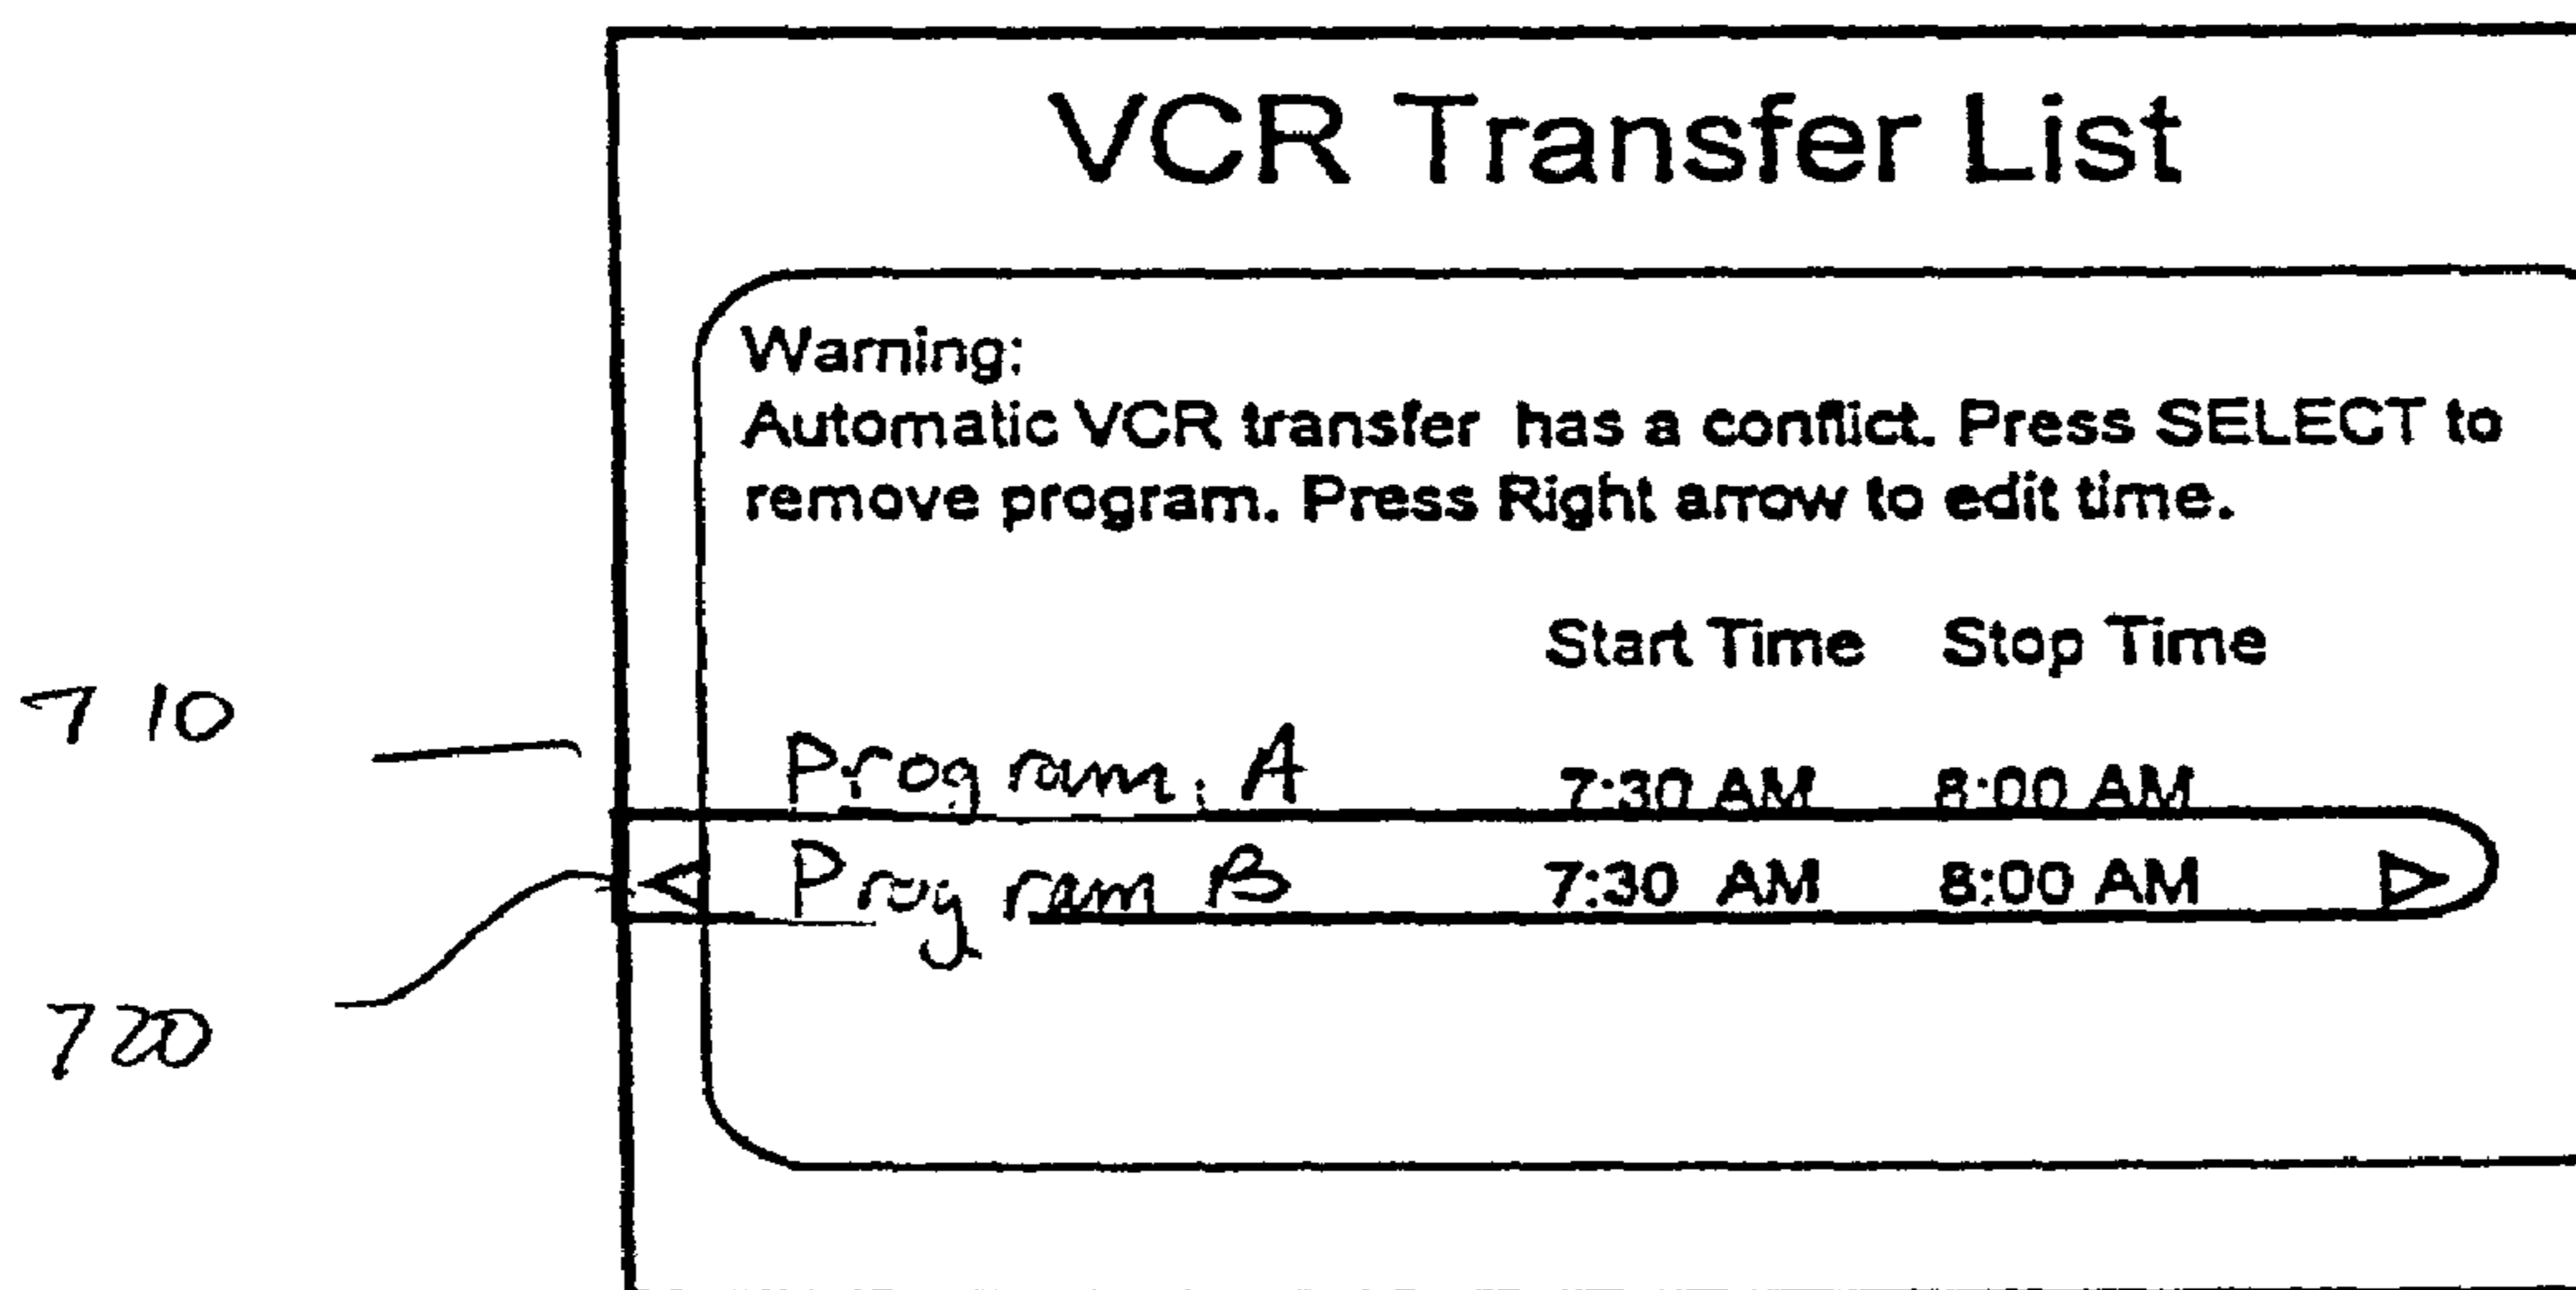 VCR Transfer List
Warning:
Automatic VCR transfer has a conflict. Press SELECT to
remove program. Press Right arrow to edit time.
Start Time Stop Time
710
Program A 7:30 AM 8:00 AM
Program B 7:30 AM 8:00 AM
720